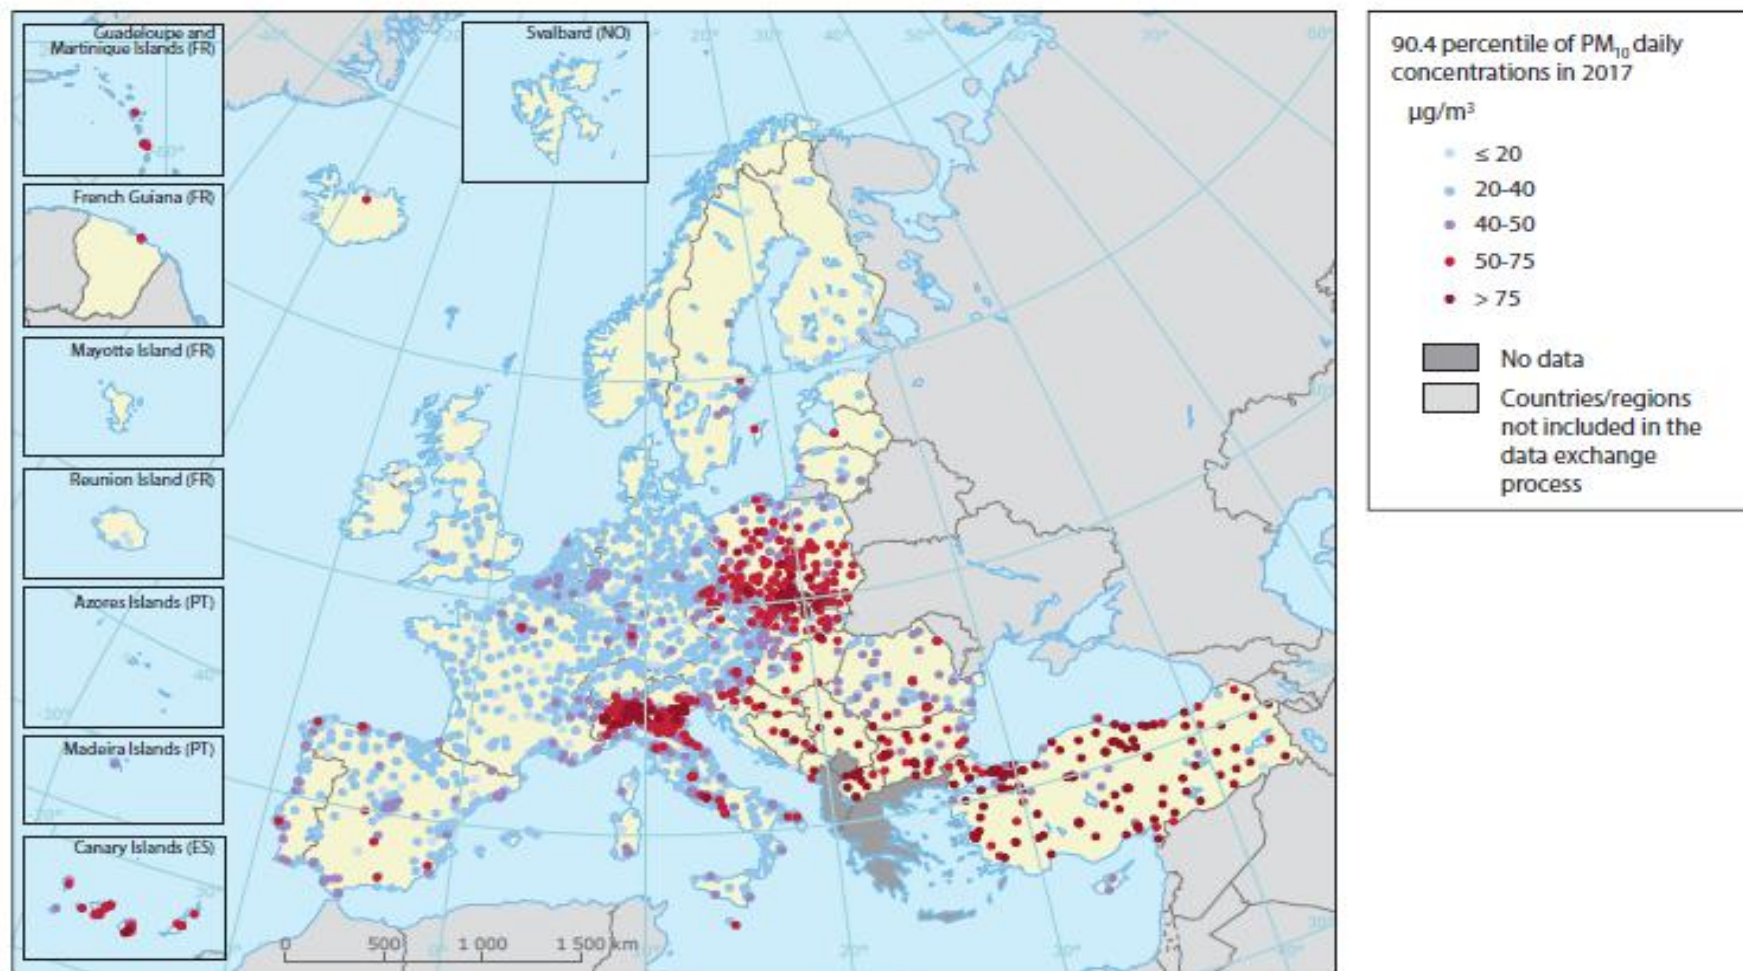 Guadeloupe and
Martinique Islands (FR)
French Guiana (FR)
Mayotte Island (FR)
Reunion Island (FR)
Azores Islands (PT)
Madeira Islands (PT)
Canary Islands (ES)
Svalbard (NO)
0 500 1 000 1 500 km
90.4 percentile of PM₁₀ daily
concentrations in 2017
µg/m³
≤ 20
20-40
40-50
50-75
> 75
No data
Countries/regions
not included in the
data exchange
process